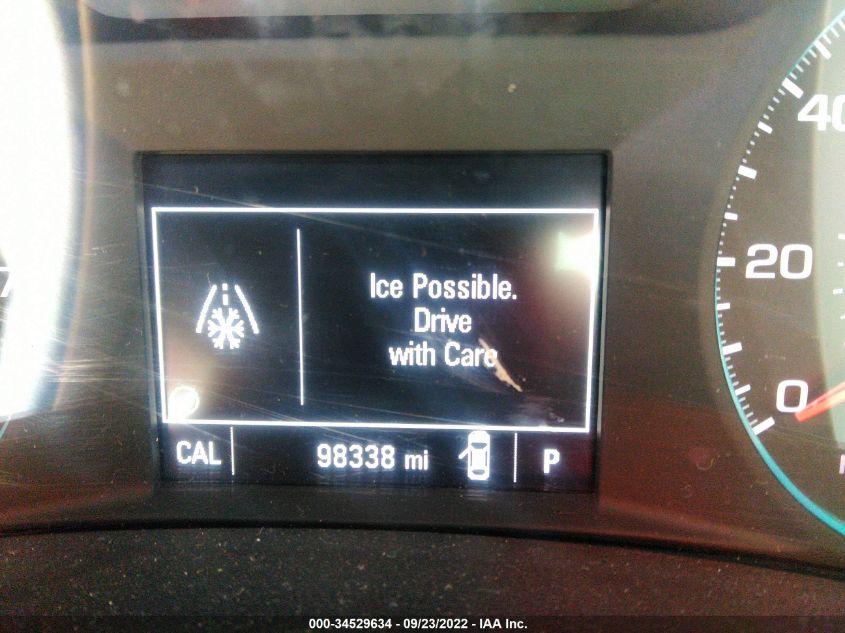 40
Ice Possible.
20
Drive
with Care
0
CAL 98338 mi P
000-34529634 - 09/23/2022 - IAA Inc.